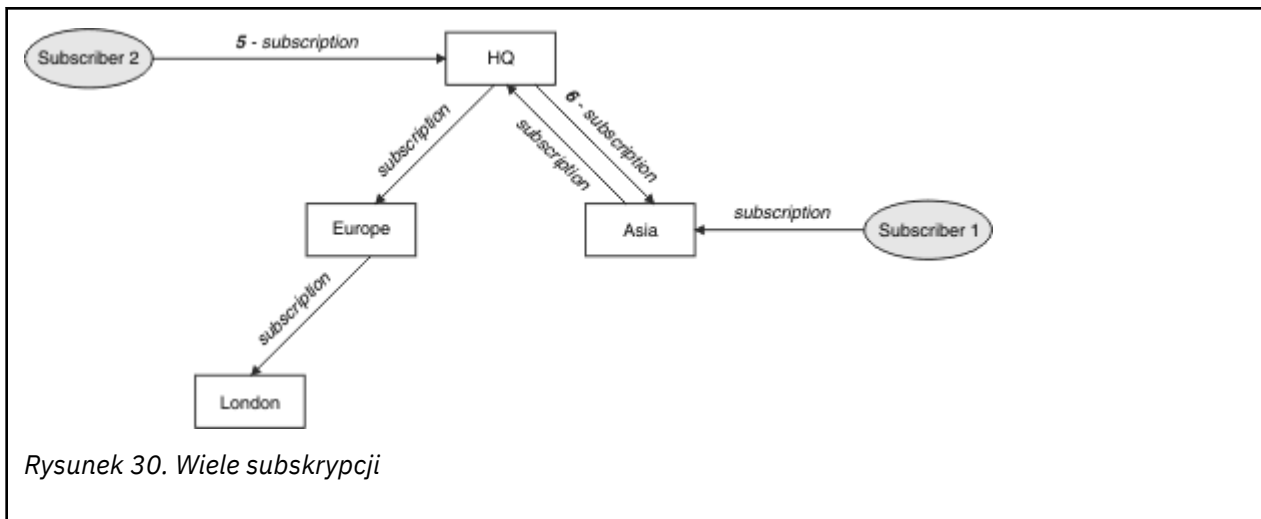 Subscriber 2
5 - subscription
HQ
subscription
subscription
6 - subscription
Europe
Asia
subscription
Subscriber 1
subscription
London
Rysunek 30. Wiele subskrypcji